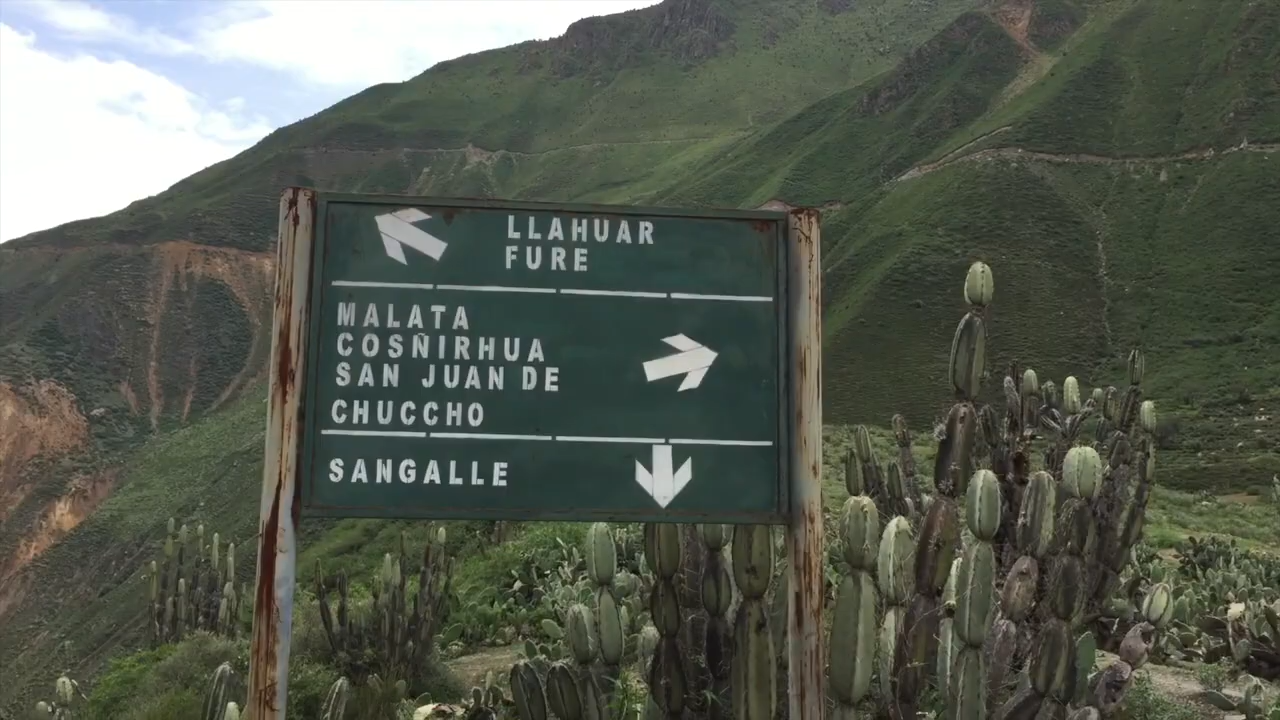 LLAHUAR
FURE
MALATA
COSÑIRHUA
SAN JUAN DE
CHUCCHO
SANGALLE